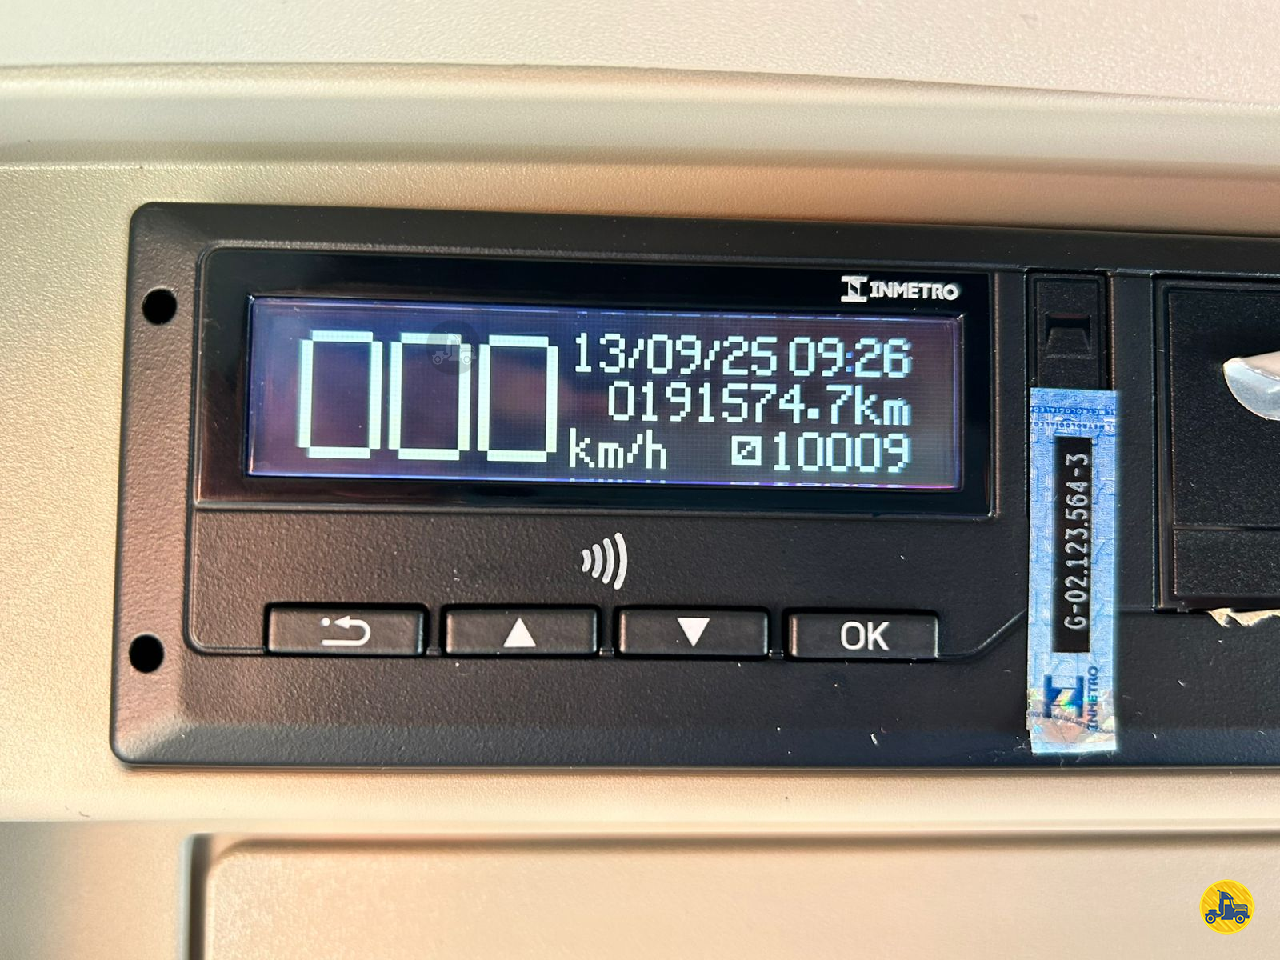 INMETRO
000
13/09/25 09:26
0191574.7km
km/h
10009
OK
G-02.123.564-3
INMETRO